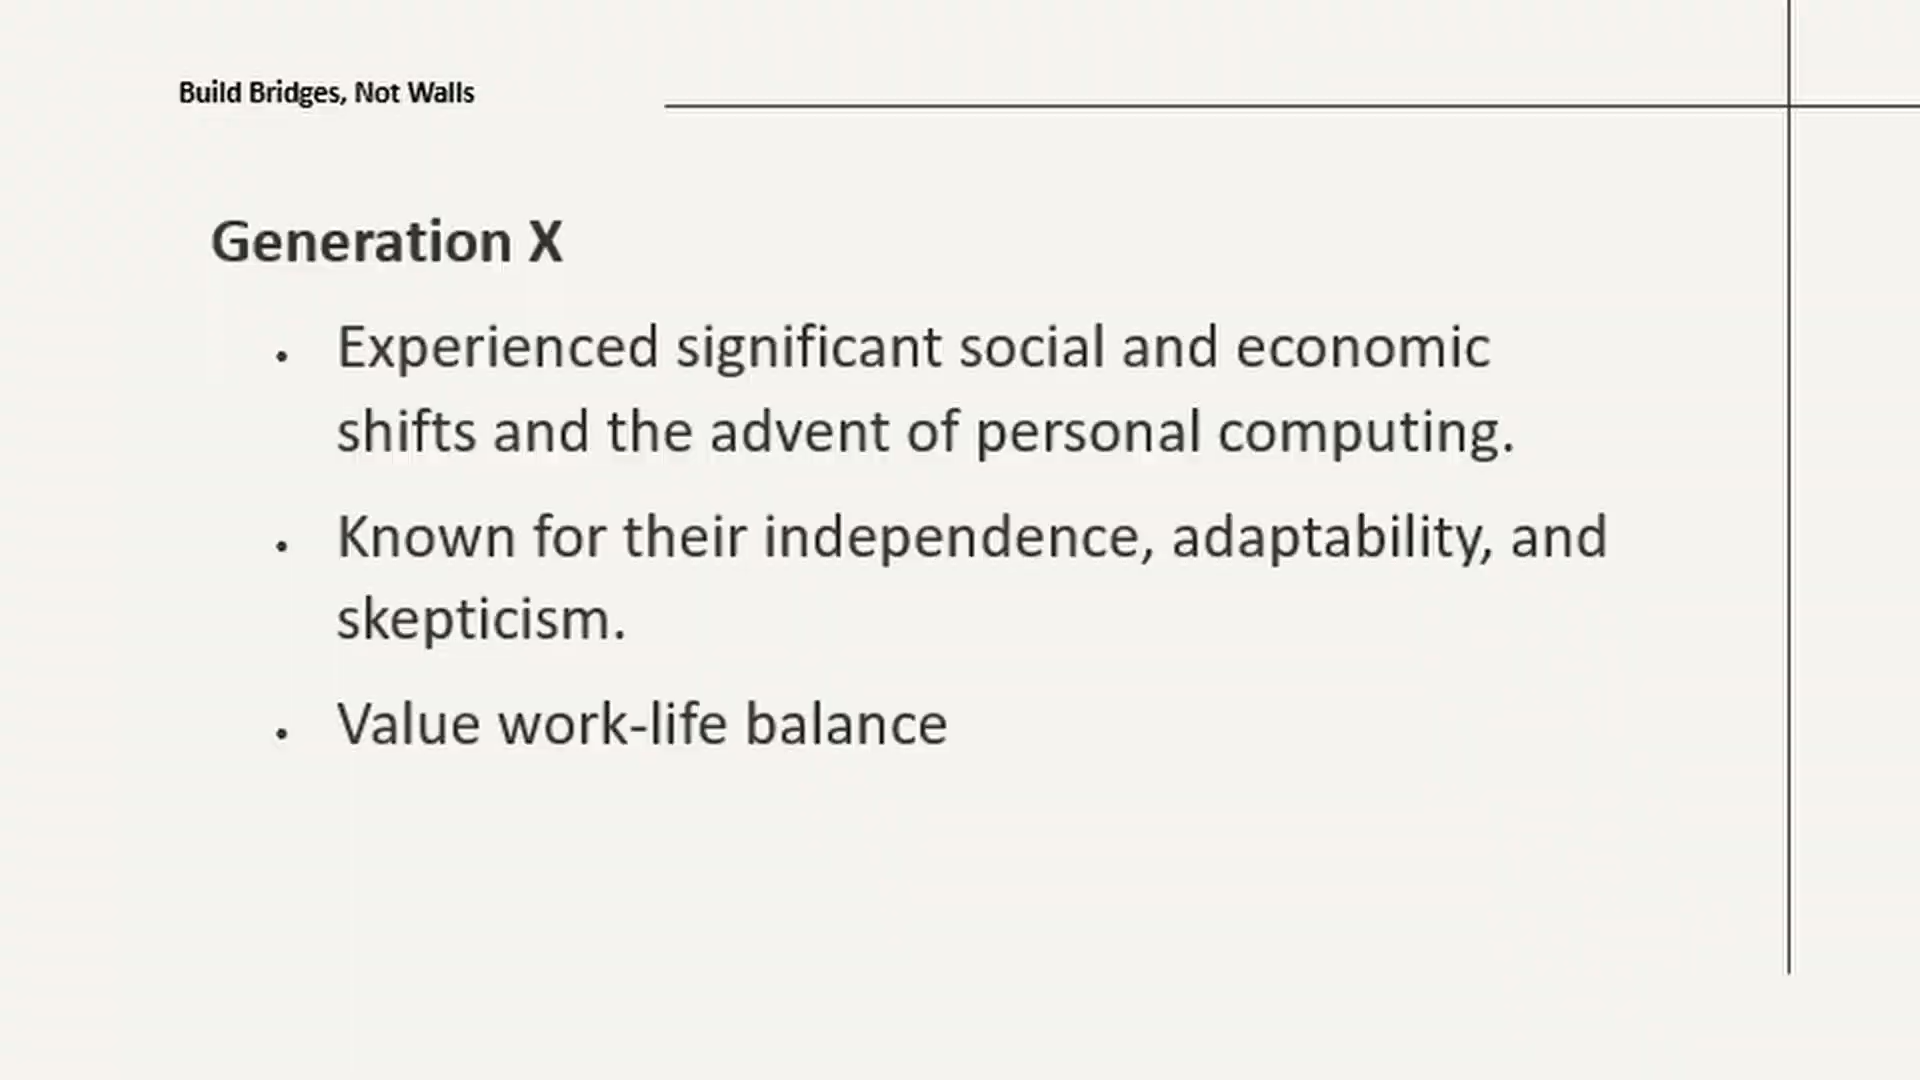 Build Bridges, Not Walls
Generation X
• Experienced significant social and economic
shifts and the advent of personal computing.
• Known for their independence, adaptability, and
skepticism.
• Value work-life balance